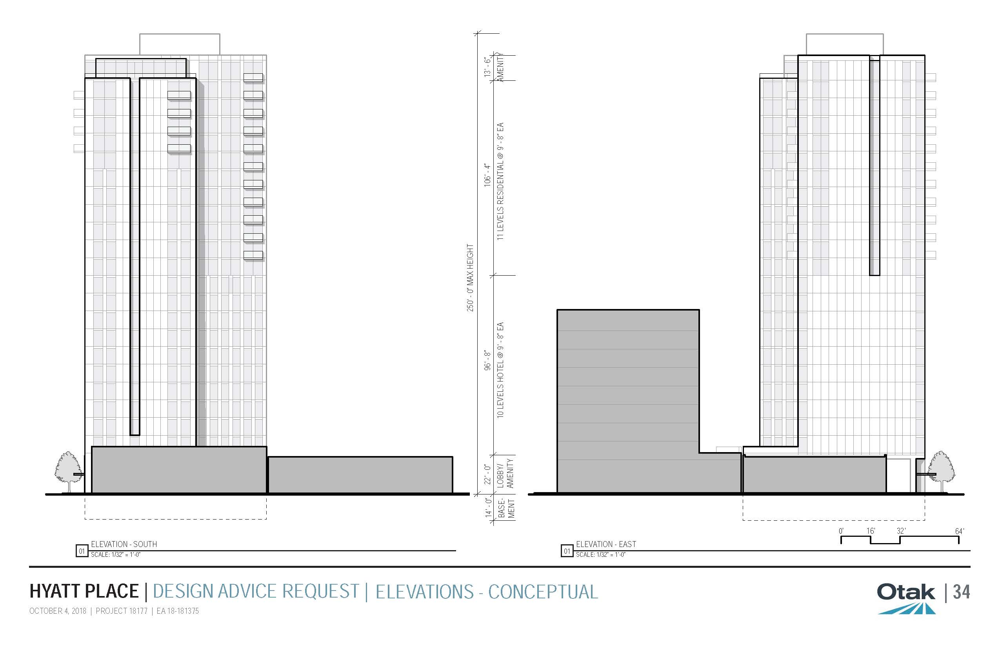 13' - 6"
AMENITY
106' - 4"
11 LEVELS RESIDENTIAL @ 9' - 8" EA
250' - 0" MAX HEIGHT
96' - 8"
10 LEVELS HOTEL @ 9' - 8" EA
22' - 0"
LOBBY/
AMENITY
14' - 0"
BASE-
MENT
0' 16' 32' 64'
01 ELEVATION - SOUTH
SCALE: 1/32" = 1'-0"
01 ELEVATION - EAST
SCALE: 1/32" = 1'-0"
HYATT PLACE | DESIGN ADVICE REQUEST | ELEVATIONS - CONCEPTUAL
OCTOBER 4, 2018 | PROJECT 18177 | EA 18-181375
Otak | 34